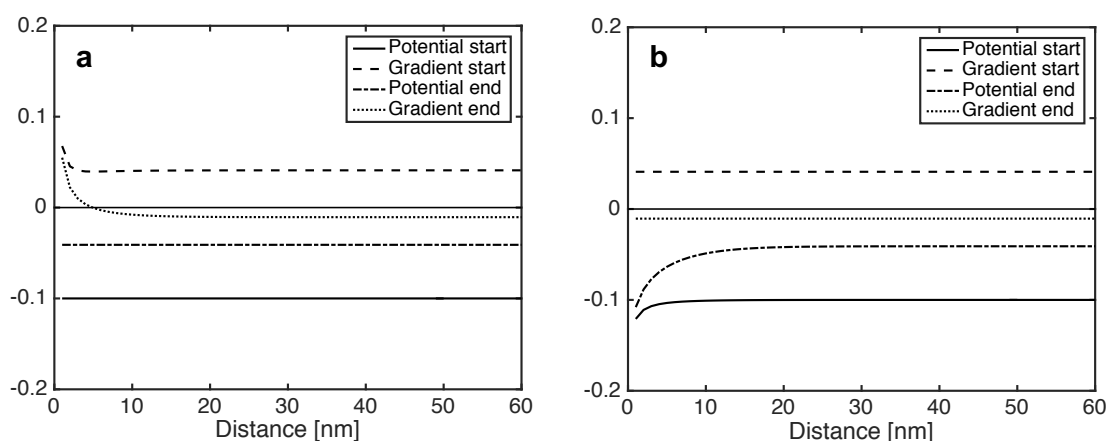 a
0.2
0.1
0
-0.1
-0.2
Potential start
Gradient start
Potential end
Gradient end
0 10 20 30 40 50 60
Distance [nm]
b
0.2
0.1
0
-0.1
-0.2
Potential start
Gradient start
Potential end
Gradient end
0 10 20 30 40 50 60
Distance [nm]